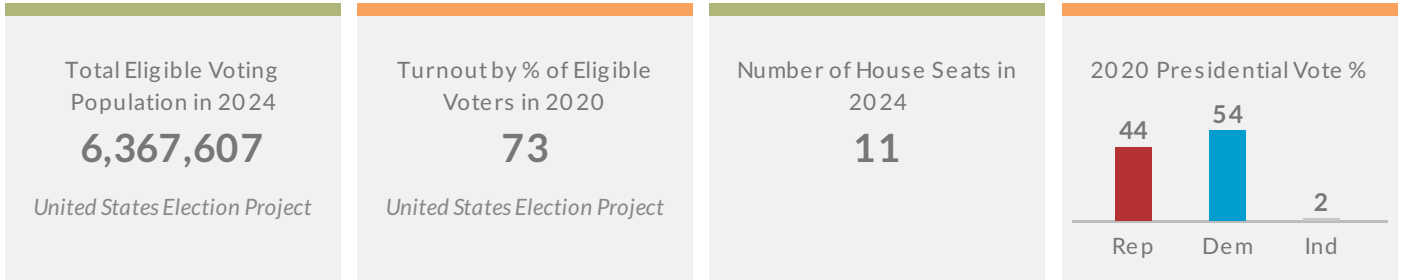 Total Eligible Voting
Population in 2024
6,367,607
United States Election Project
Turnout by % of Eligible
Voters in 2020
73
United States Election Project
Number of House Seats in
2024
11
2020 Presidential Vote %
44
54
2
Rep
Dem
Ind